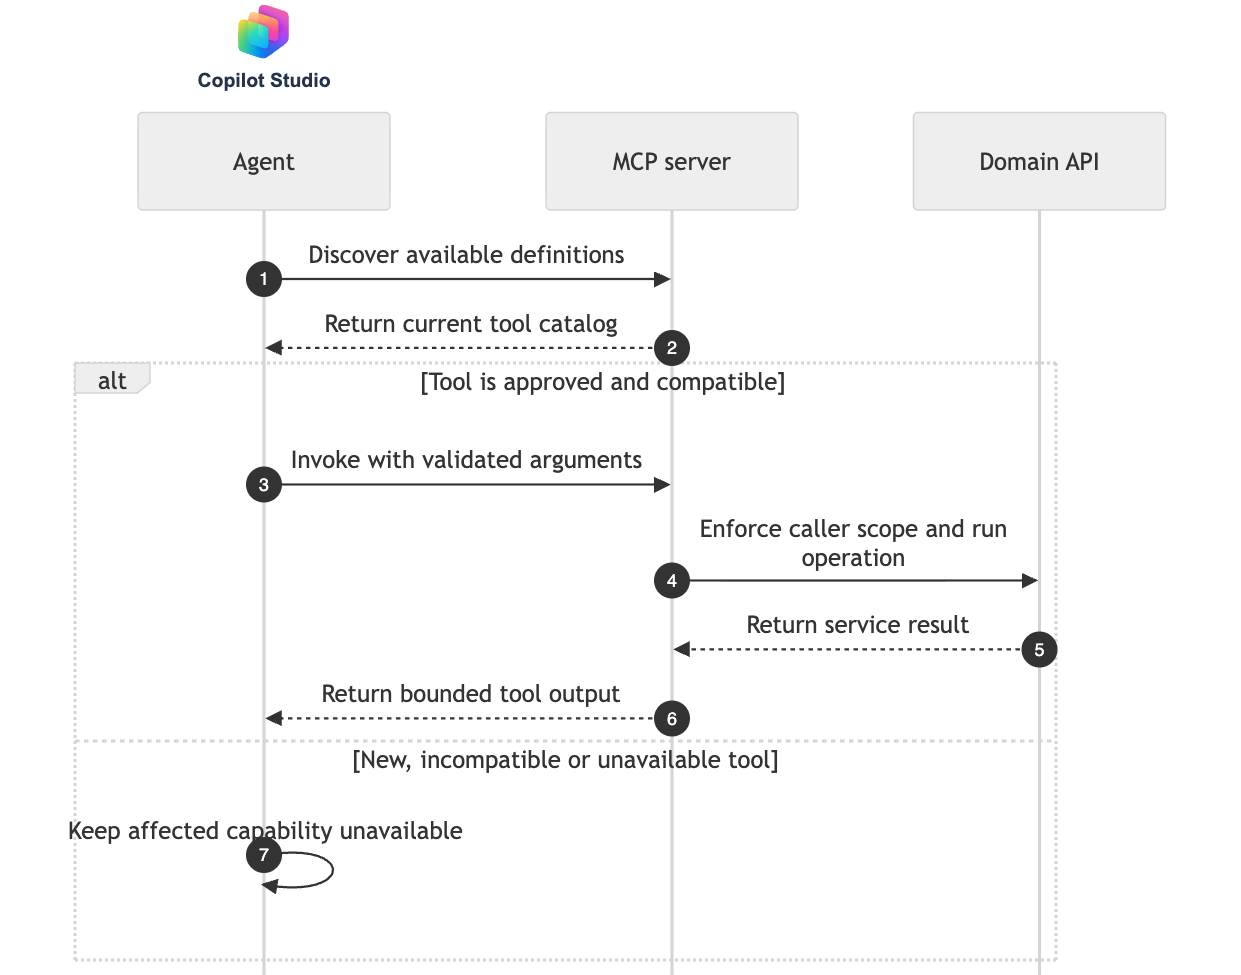 Copilot Studio
Agent
MCP server
Domain API
Discover available definitions
1
Return current tool catalog
2
alt
[Tool is approved and compatible]
Invoke with validated arguments
3
Enforce caller scope and run
operation
4
Return service result
5
Return bounded tool output
6
[New, incompatible or unavailable tool]
Keep affected capability unavailable
7